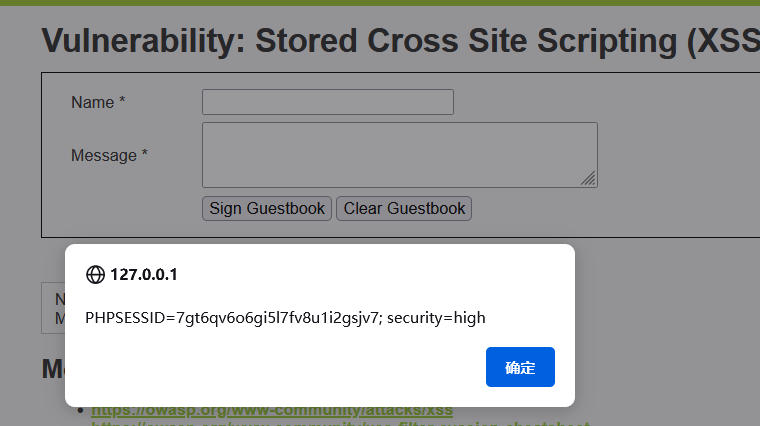 Vulnerability: Stored Cross Site Scripting (XSS
Name *
Message *
Sign Guestbook Clear Guestbook
127.0.0.1
PHPSESSID=7gt6qv6o6gi5l7fv8u1i2gsjv7; security=high
确定
https://owasp.org/www-community/attacks/xss